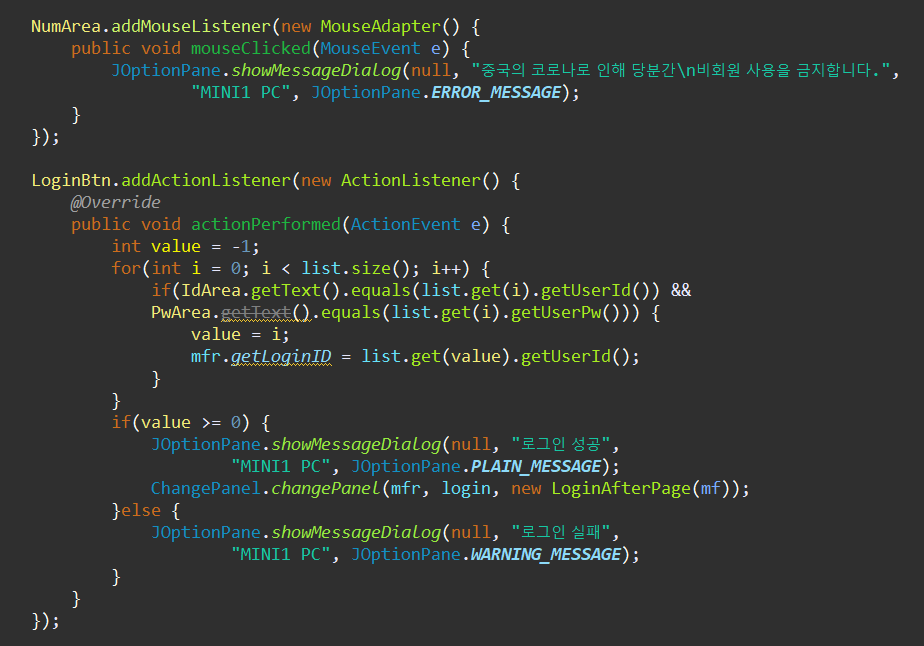 NumArea.addMouseListener(new MouseAdapter() {
    public void mouseClicked(MouseEvent e) {
        JOptionPane.showMessageDialog(null, "중국의 코로나로 인해 당분간\n비회원 사용을 금지합니다.",
                "MINI1 PC", JOptionPane.ERROR_MESSAGE);
    }
});
LoginBtn.addActionListener(new ActionListener() {
    @Override
    public void actionPerformed(ActionEvent e) {
        int value = -1;
        for(int i = 0; i < list.size(); i++) {
            if(IdArea.getText().equals(list.get(i).getUserId()) &&
            PwArea.getText().equals(list.get(i).getUserPw())) {
                value = i;
                mfr.getLoginID = list.get(value).getUserId();
            }
        }
        if(value >= 0) {
            JOptionPane.showMessageDialog(null, "로그인 성공",
                    "MINI1 PC", JOptionPane.PLAIN_MESSAGE);
            ChangePanel.changePanel(mfr, login, new LoginAfterPage(mf));
        }else {
            JOptionPane.showMessageDialog(null, "로그인 실패",
                    "MINI1 PC", JOptionPane.WARNING_MESSAGE);
        }
    }
});